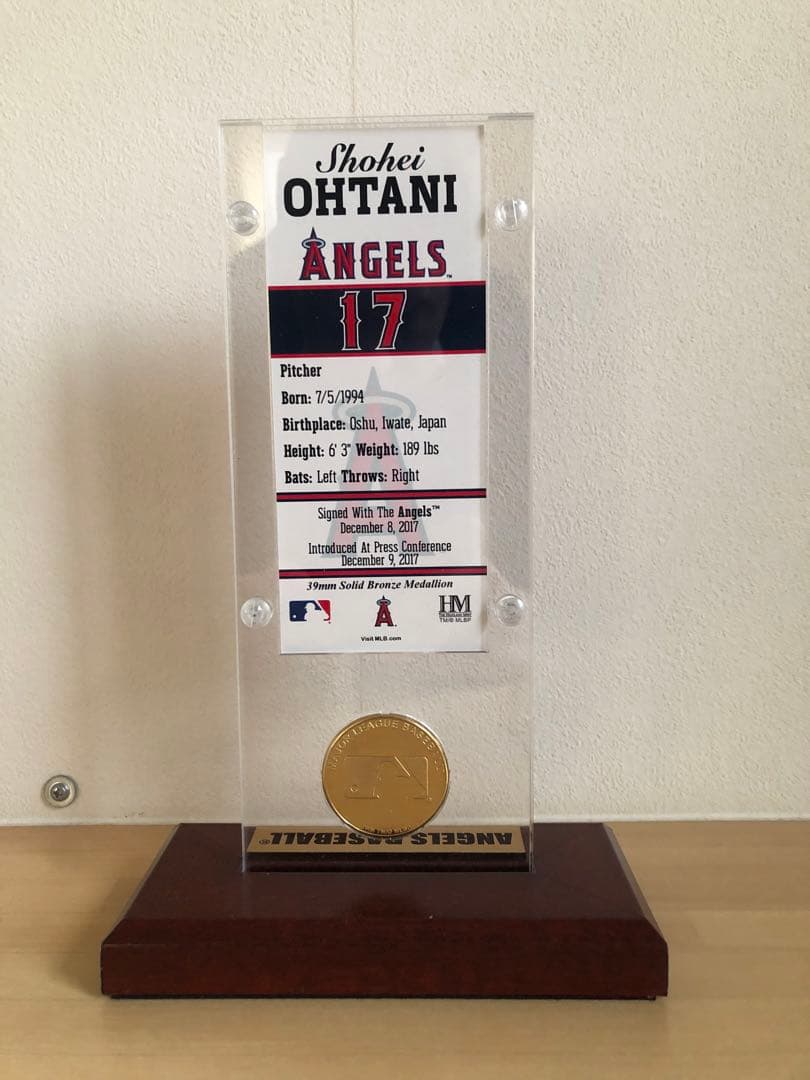 Shohei
OHTANI
ANGELS™
17
Pitcher
Born: 7/5/1994
Birthplace: Oshu, Iwate, Japan
Height: 6' 3" Weight: 189 lbs
Bats: Left Throws: Right
Signed With The Angels™
December 8, 2017
Introduced At Press Conference
December 9, 2017
39mm Solid Bronze Medallion
A
HM
TM/® MLBP
Visit MLB.com
MAJOR LEAGUE BASEBALL
ANGELS BASEBALL®